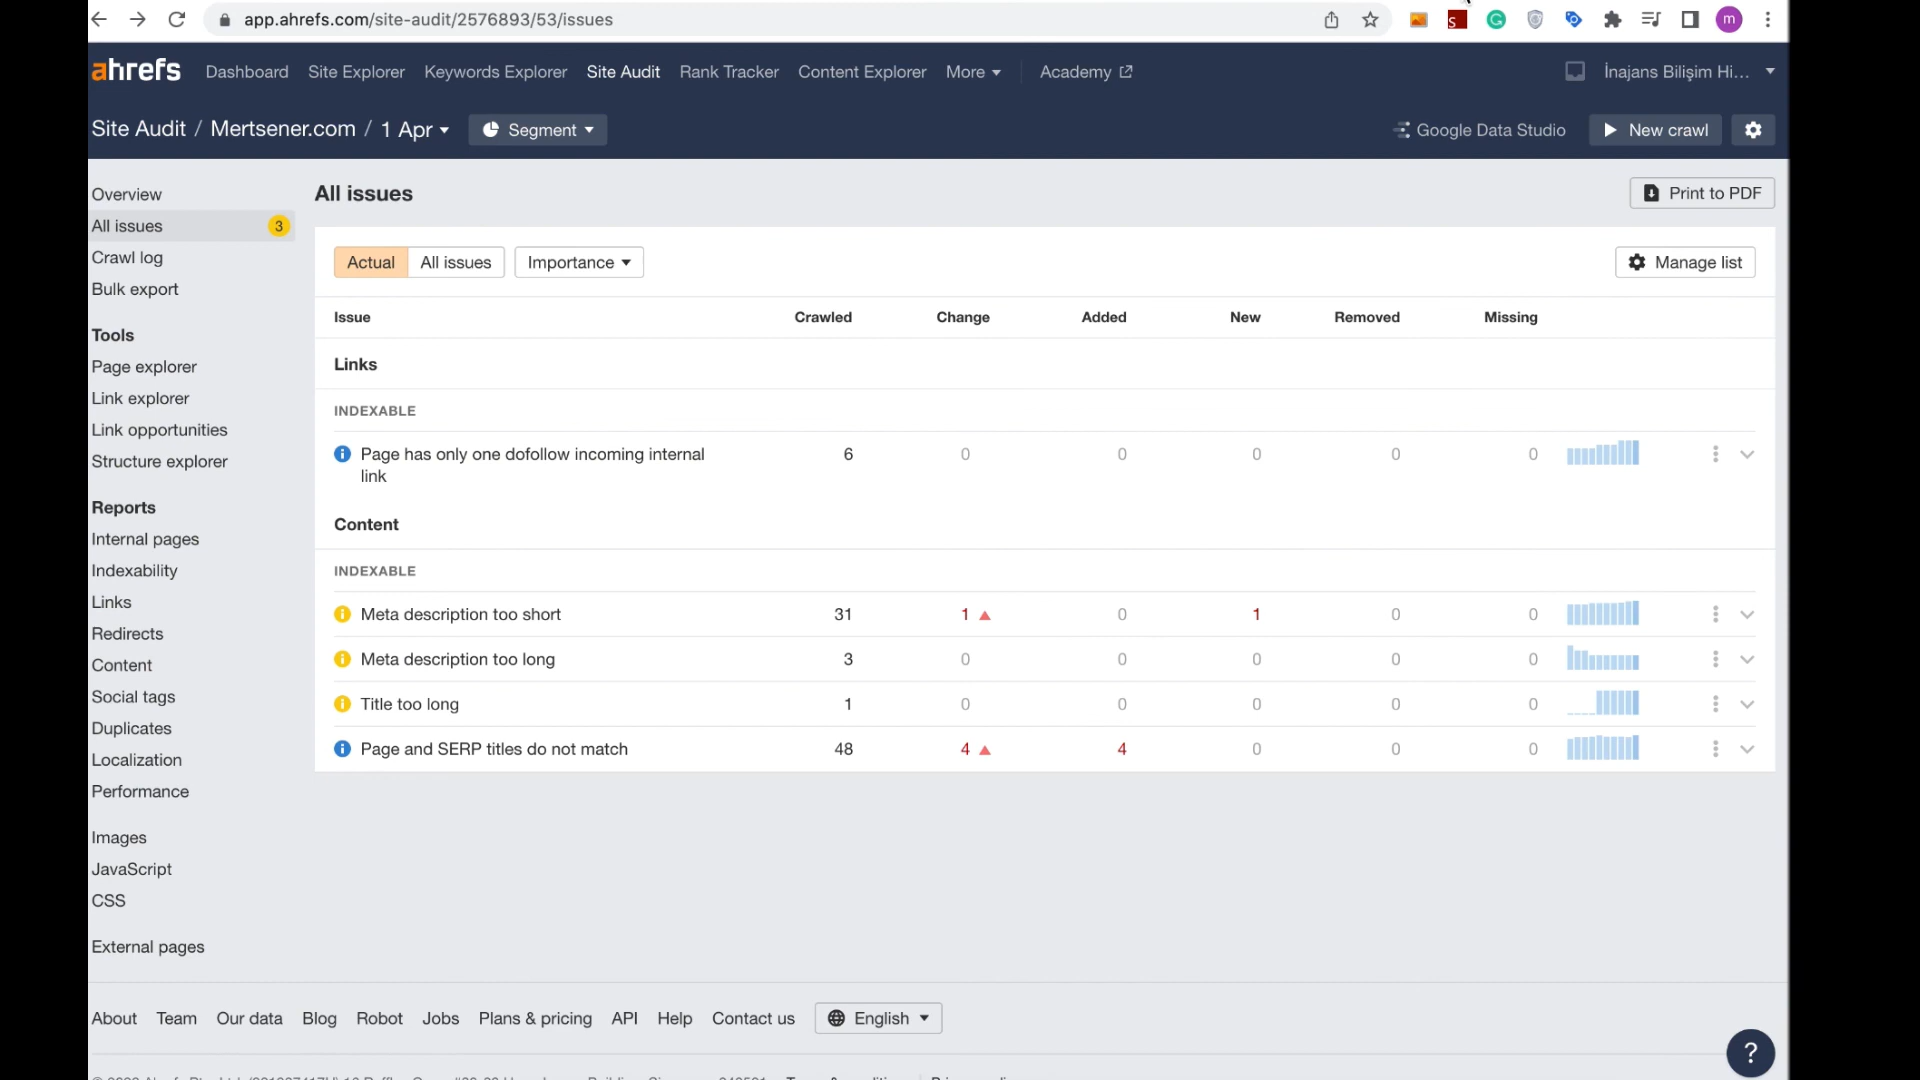 app.ahrefs.com/site-audit/2576893/53/issues
S
G
m
ahrefs Dashboard Site Explorer Keywords Explorer Site Audit Rank Tracker Content Explorer More Academy İnajans Bilişim Hi...
Site Audit / Mertsener.com / 1 Apr Segment Google Data Studio New crawl
Overview
All issues 3
Crawl log
Bulk export
Tools
Page explorer
Link explorer
Link opportunities
Structure explorer
Reports
Internal pages
Indexability
Links
Redirects
Content
Social tags
Duplicates
Localization
Performance
Images
JavaScript
CSS
External pages
All issues Print to PDF
Actual All issues Importance Manage list
Issue Crawled Change Added New Removed Missing
Links
INDEXABLE
Page has only one dofollow incoming internal 6 0 0 0 0 0
link
Content
INDEXABLE
Meta description too short 31 1 0 1 0 0
Meta description too long 3 0 0 0 0 0
Title too long 1 0 0 0 0 0
Page and SERP titles do not match 48 4 4 0 0 0
About Team Our data Blog Robot Jobs Plans & pricing API Help Contact us English
?